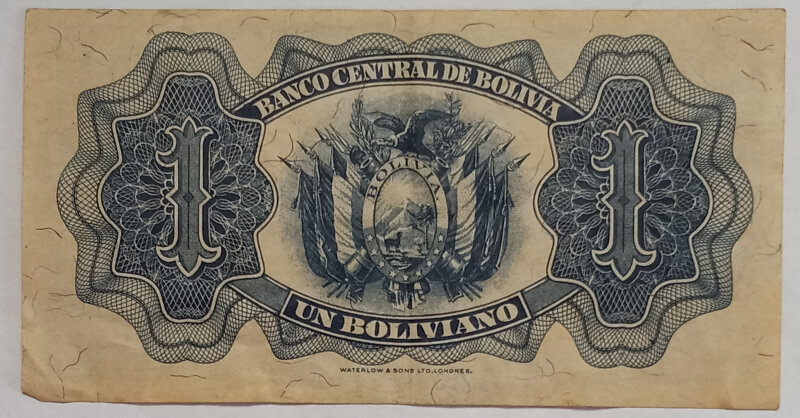 BANCO CENTRAL DE BOLIVIA
1
BOLIVIA
1
UN BOLIVIANO
WATERLOW & SONS LTD., LONDRES.